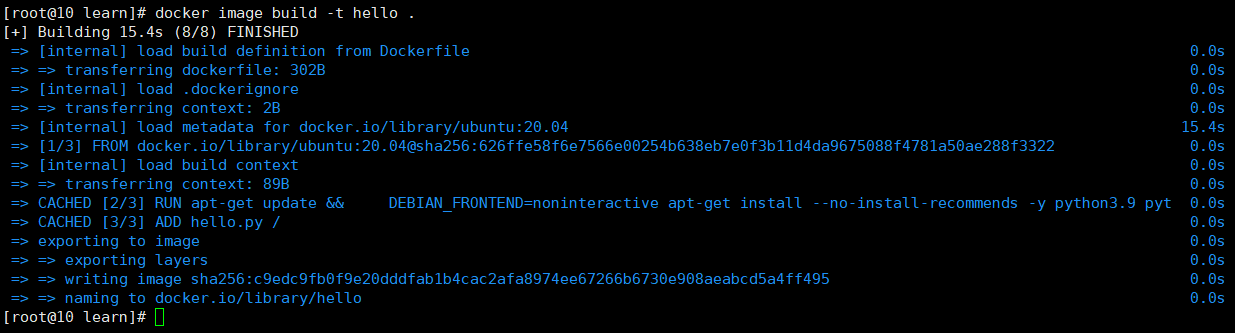 [root@10 learn]# docker image build -t hello .
[+] Building 15.4s (8/8) FINISHED
=> [internal] load build definition from Dockerfile 0.0s
=> => transferring dockerfile: 302B 0.0s
=> [internal] load .dockerignore 0.0s
=> => transferring context: 2B 0.0s
=> [internal] load metadata for docker.io/library/ubuntu:20.04 15.4s
=> [1/3] FROM docker.io/library/ubuntu:20.04@sha256:626ffe58f6e7566e00254b638eb7e0f3b11d4da9675088f4781a50ae288f3322 0.0s
=> [internal] load build context 0.0s
=> => transferring context: 89B 0.0s
=> CACHED [2/3] RUN apt-get update &&     DEBIAN_FRONTEND=noninteractive apt-get install --no-install-recommends -y python3.9 pyt 0.0s
=> CACHED [3/3] ADD hello.py / 0.0s
=> exporting to image 0.0s
=> => exporting layers 0.0s
=> => writing image sha256:c9edc9fb0f9e20dddfab1b4cac2afa8974ee67266b6730e908aeabcd5a4ff495 0.0s
=> => naming to docker.io/library/hello 0.0s
[root@10 learn]#